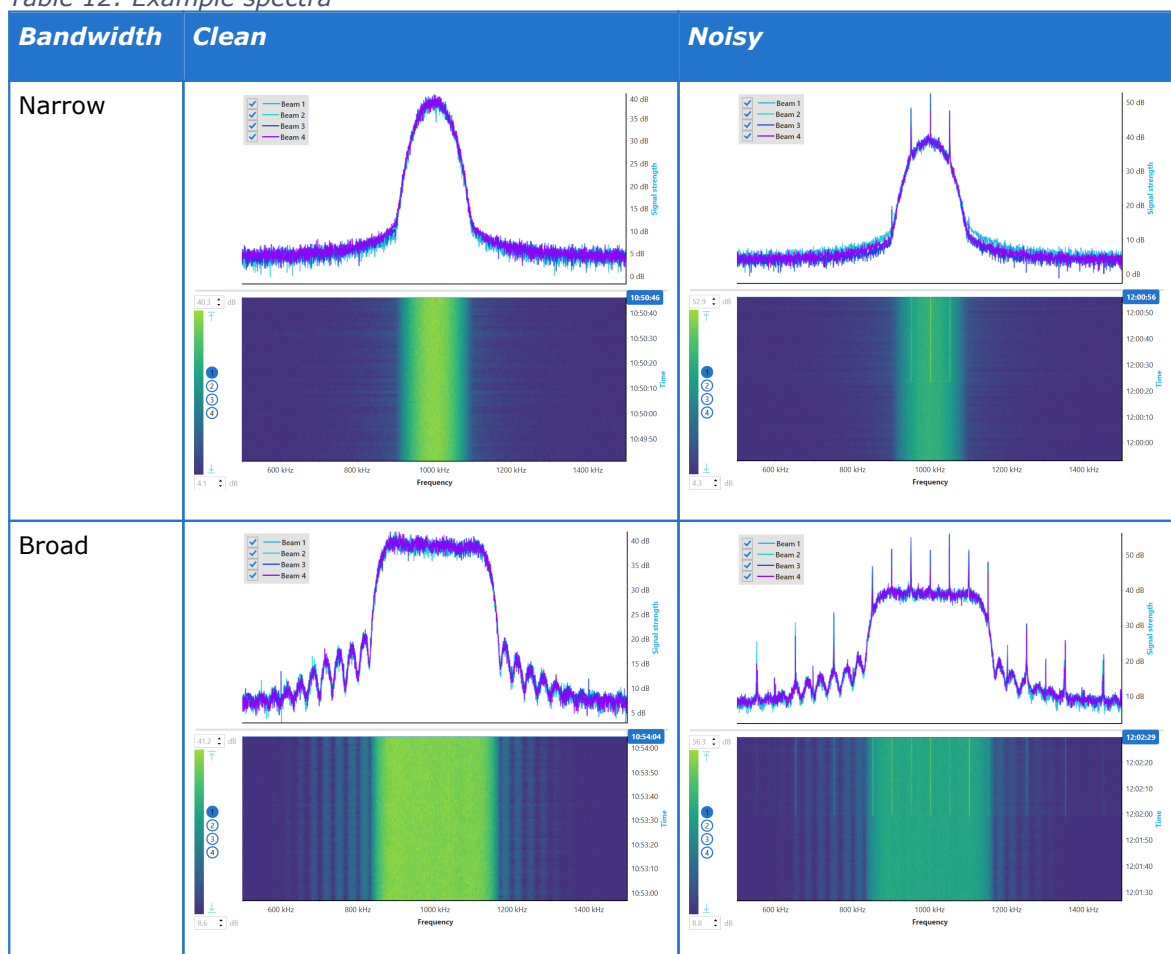 Table 12: Example spectra
Bandwidth Clean Noisy
Narrow
Beam 1
Beam 2
Beam 3
Beam 4
40 dB
35 dB
30 dB
25 dB
20 dB
15 dB
10 dB
5 dB
0 dB
Signal strength
40.3 dB
1
2
3
4
4.1 dB
10:50:46
10:50:40
10:50:30
10:50:20
10:50:10
10:50:00
10:49:50
Time
600 kHz 800 kHz 1000 kHz 1200 kHz 1400 kHz
Frequency
Beam 1
Beam 2
Beam 3
Beam 4
50 dB
40 dB
30 dB
20 dB
10 dB
0 dB
Signal strength
52.9 dB
1
2
3
4
4.3 dB
12:00:56
12:00:50
12:00:40
12:00:30
12:00:20
12:00:10
12:00:00
Time
600 kHz 800 kHz 1000 kHz 1200 kHz 1400 kHz
Frequency
Broad
Beam 1
Beam 2
Beam 3
Beam 4
40 dB
35 dB
30 dB
25 dB
20 dB
15 dB
10 dB
5 dB
Signal strength
41.2 dB
1
2
3
4
8.6 dB
10:54:04
10:54:00
10:53:50
10:53:40
10:53:30
10:53:20
10:53:10
10:53:00
Time
600 kHz 800 kHz 1000 kHz 1200 kHz 1400 kHz
Frequency
Beam 1
Beam 2
Beam 3
Beam 4
50 dB
40 dB
30 dB
20 dB
10 dB
Signal strength
56.3 dB
1
2
3
4
8.8 dB
12:02:29
12:02:20
12:02:10
12:02:00
12:01:50
12:01:40
12:01:30
Time
600 kHz 800 kHz 1000 kHz 1200 kHz 1400 kHz
Frequency